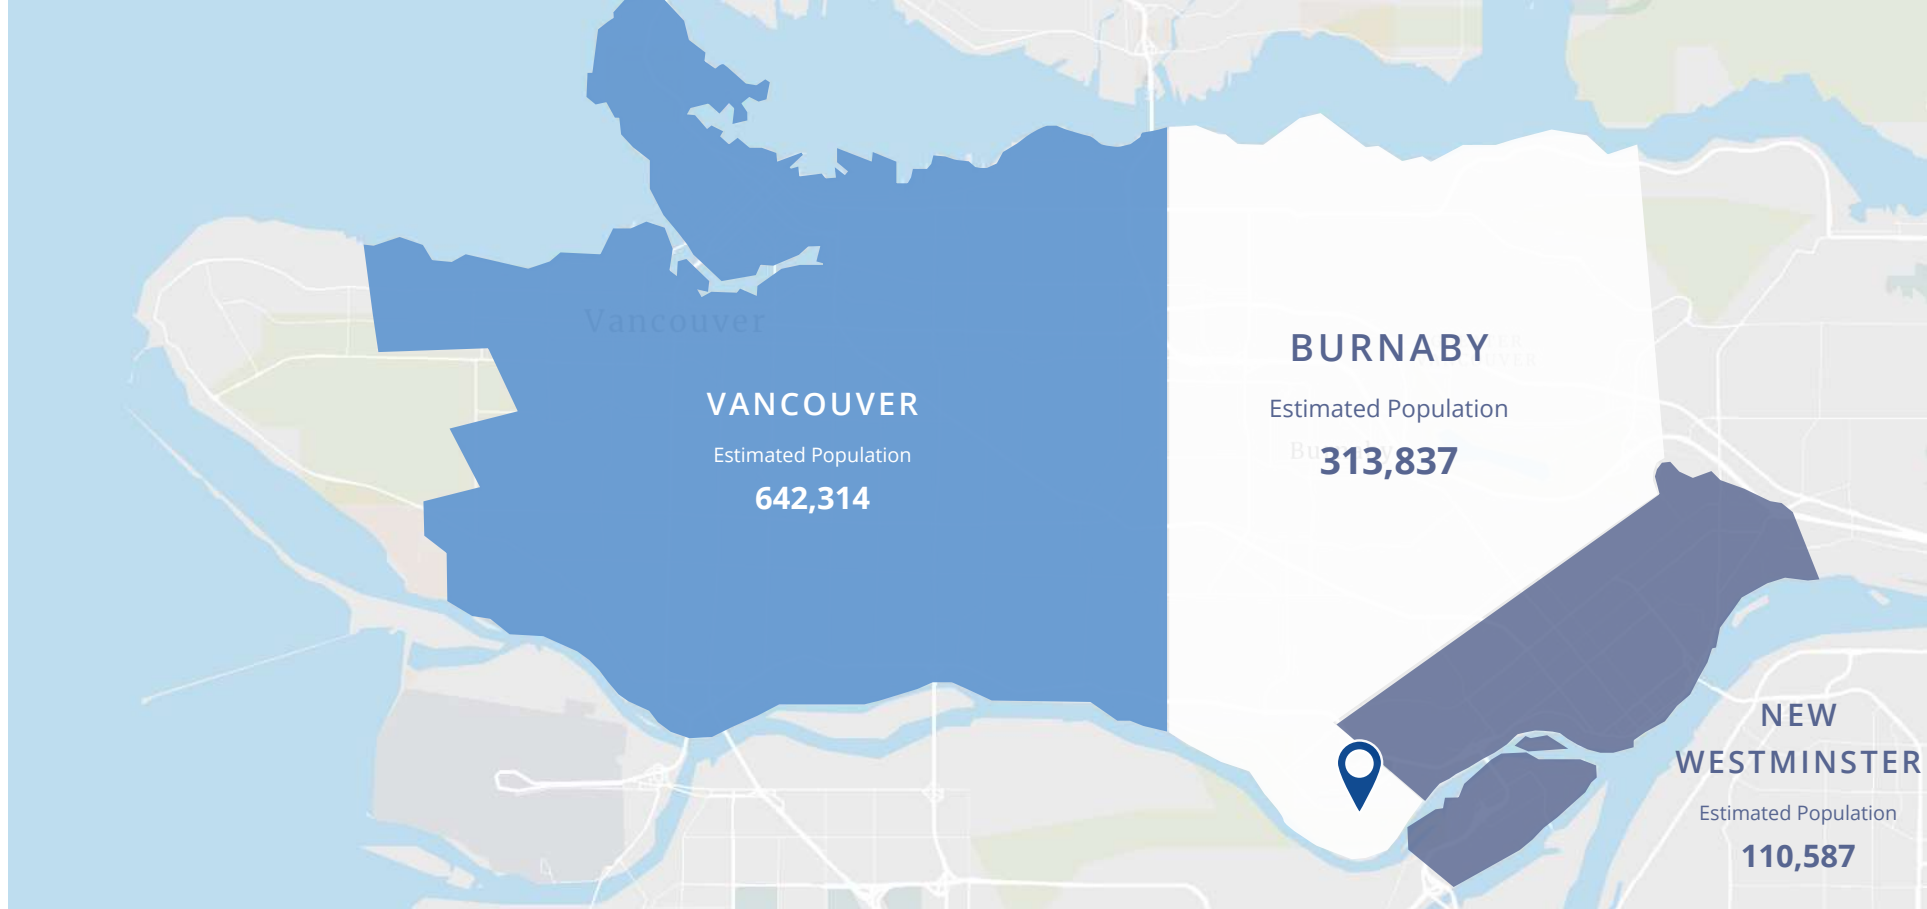 Vancouver
VANCOUVER
Estimated Population
642,314
BURNABY
Estimated Population
313,837
NEW
WESTMINSTER
Estimated Population
110,587